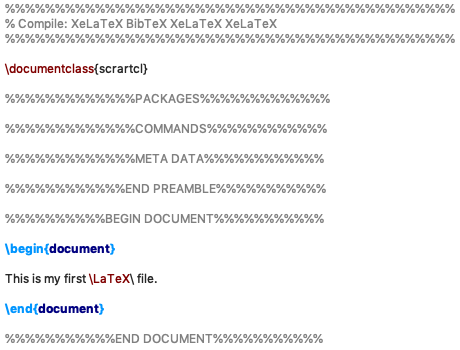 %%%%%%%%%%%%%%%%%%%%%%%%%%%%%%%%%%%%%%%%%%%%%
% Compile: XeLaTeX BibTeX XeLaTeX XeLaTeX
%%%%%%%%%%%%%%%%%%%%%%%%%%%%%%%%%%%%%%%%%%%%%
\documentclass{scrartcl}
%%%%%%%%%%%%%PACKAGES%%%%%%%%%%%%%
%%%%%%%%%%%%%COMMANDS%%%%%%%%%%%%
%%%%%%%%%%%%%META DATA%%%%%%%%%%%%
%%%%%%%%%%%%END PREAMBLE%%%%%%%%%%%
%%%%%%%%%%BEGIN DOCUMENT%%%%%%%%%%%
\begin{document}
This is my first \LaTeX\ file.
\end{document}
%%%%%%%%%%%END DOCUMENT%%%%%%%%%%%